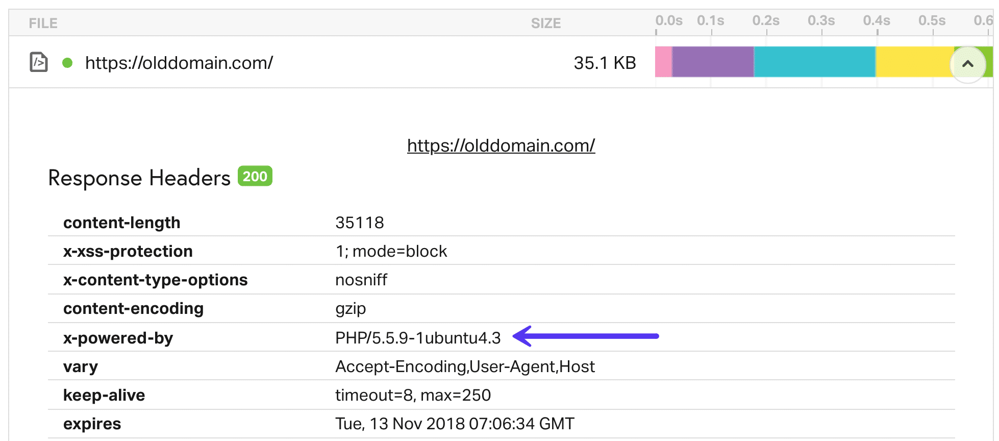 FILE SIZE 0.0s 0.1s 0.2s 0.3s 0.4s 0.5s 0.6
</> https://olddomain.com/ 35.1 KB
https://olddomain.com/
Response Headers 200
content-length 35118
x-xss-protection 1; mode=block
x-content-type-options nosniff
content-encoding gzip
x-powered-by PHP/5.5.9-1ubuntu4.3
vary Accept-Encoding,User-Agent,Host
keep-alive timeout=8, max=250
expires Tue, 13 Nov 2018 07:06:34 GMT